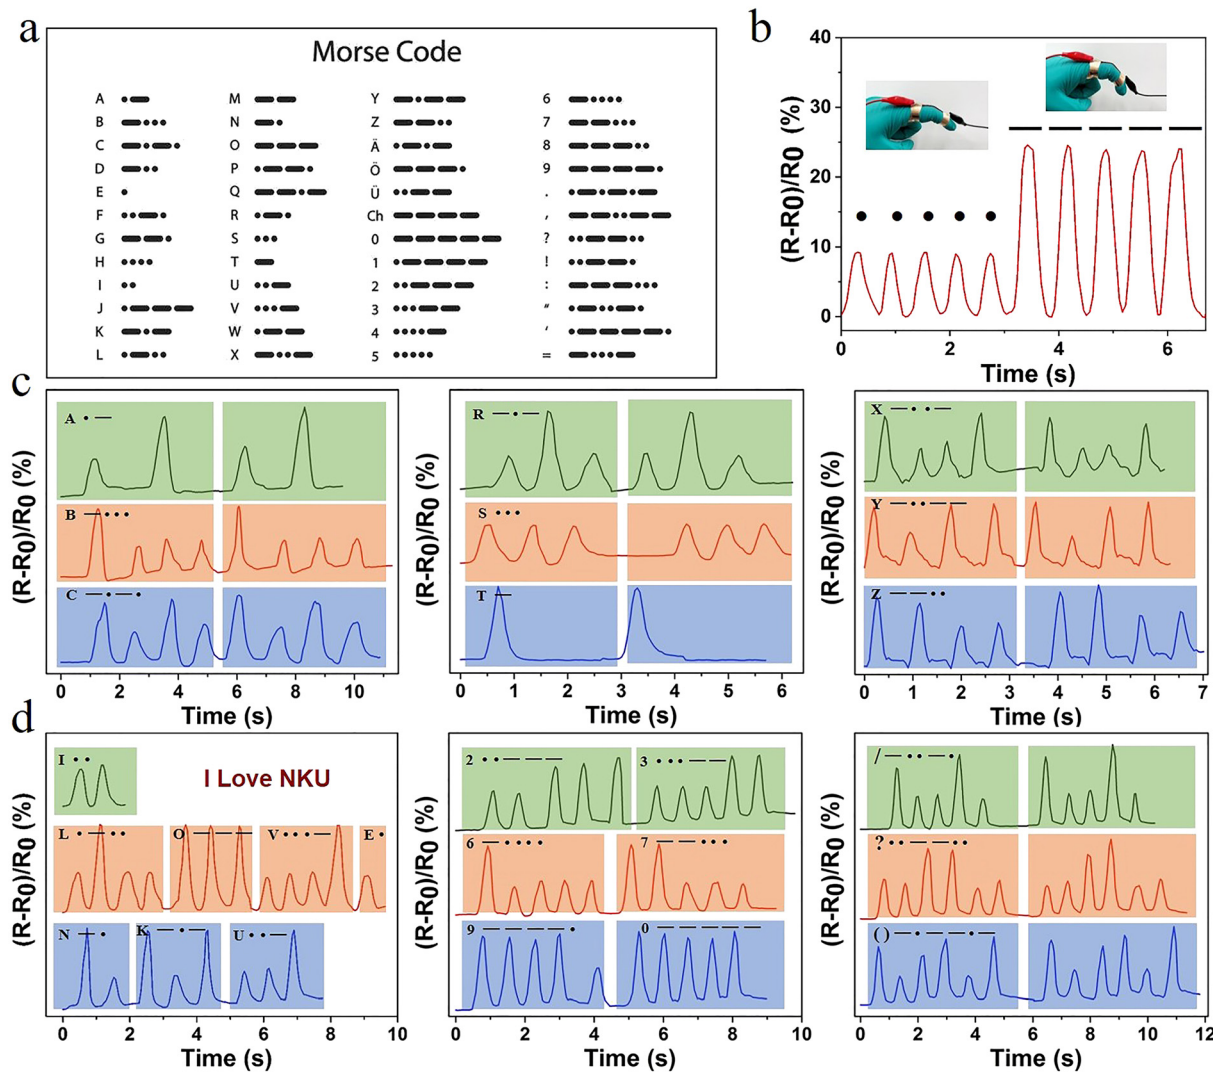 a
Morse Code
A M Y 6
B N Z 7
C O Ä 8
D P Ö 9
E Q Ü .
F R Ch ,
G S 0 ?
H T 1 !
I U 2 :
J V 3 "
K W 4 '
L X 5 =
b
(R-R0)/R0 (%)
40
30
20
10
0
0 2 4 6
Time (s)
c
(R-R0)/R0 (%)
A • —
B — • • •
C — • — •
0 2 4 6 8 10
Time (s)
(R-R0)/R0 (%)
R — • —
S • • •
T —
0 1 2 3 4 5 6
Time (s)
(R-R0)/R0 (%)
X — • • —
Y — • — —
Z — — • •
0 1 2 3 4 5 6 7
Time (s)
d
(R-R0)/R0 (%)
I • •
I Love NKU
L • — • • O — — — V • • • — E •
N — • K — • — U • • —
0 2 4 6 8 10
Time (s)
(R-R0)/R0 (%)
2 • • — — — 3 • • • — —
6 — • • • • 7 — — • • •
9 — — — — • 0 — — — — —
0 2 4 6 8 10
Time (s)
(R-R0)/R0 (%)
/ — • • — •
? • • — — • •
( ) — • — — • —
0 2 4 6 8 10 12
Time (s)